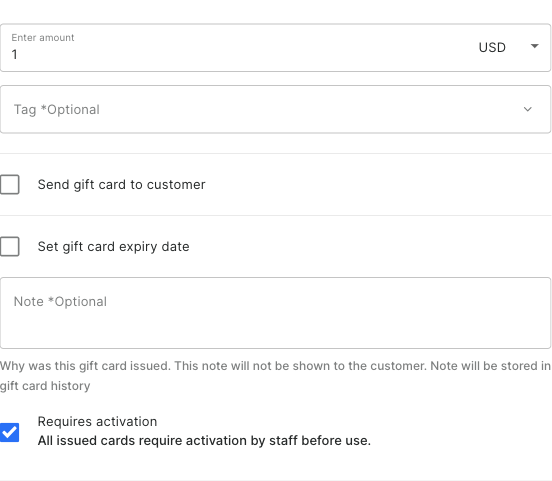 Enter amount
1
USD
Tag *Optional
Send gift card to customer
Set gift card expiry date
Note *Optional
Why was this gift card issued. This note will not be shown to the customer. Note will be stored in
gift card history
Requires activation
All issued cards require activation by staff before use.